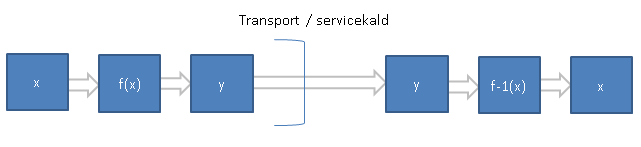 Transport / servicekald
x
f(x)
y
y
f-1(x)
x